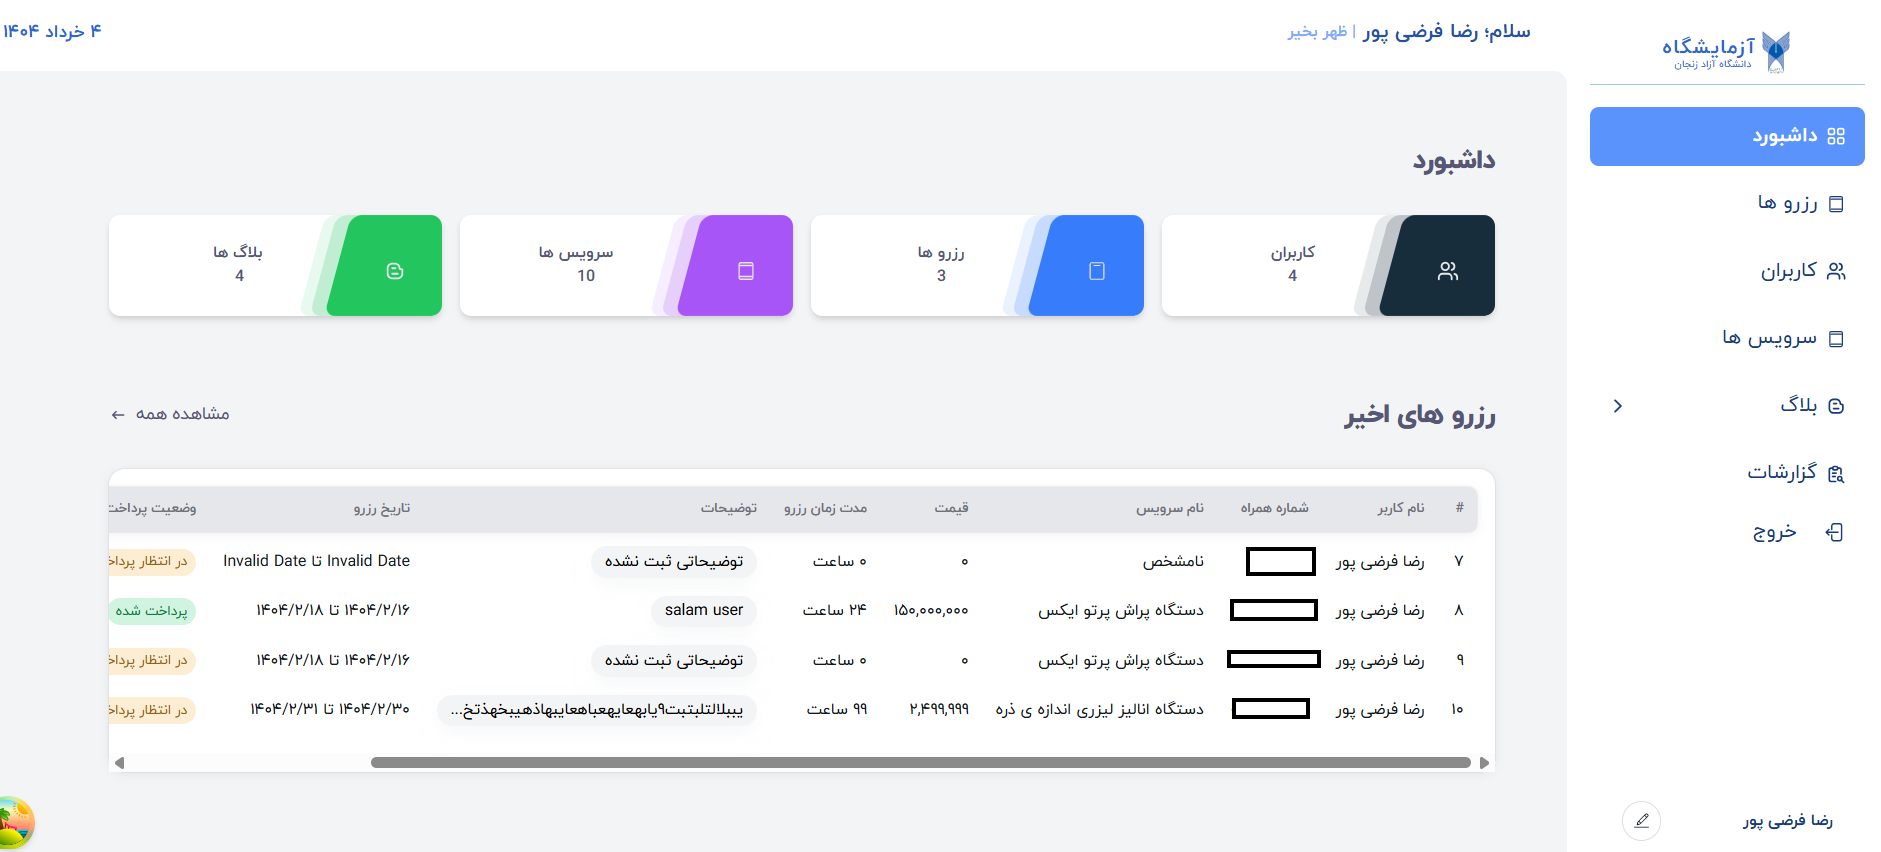 آزمایشگاه
دانشگاه آزاد زنجان
سلام؛ رضا فرضی پور | ظهر بخیر
۴ خرداد ۱۴۰۴
داشبورد
رزرو ها
کاربران
سرویس ها
بلاگ
گزارشات
خروج
رضا فرضی پور
داشبورد
کاربران
4
رزرو ها
3
سرویس ها
10
بلاگ ها
4
رزرو های اخیر
مشاهده همه ←
# نام کاربر شماره همراه نام سرویس قیمت مدت زمان رزرو توضیحات تاریخ رزرو وضعیت پرداخت
۷ رضا فرضی پور نامشخص ۰ ۰ ساعت توضیحاتی ثبت نشده Invalid Date تا Invalid Date در انتظار پرداخ
۸ رضا فرضی پور دستگاه پراش پرتو ایکس ۱۵۰,۰۰۰,۰۰۰ ۲۴ ساعت salam user ۱۴۰۴/۲/۱۶ تا ۱۴۰۴/۲/۱۸ پرداخت شده
۹ رضا فرضی پور دستگاه پراش پرتو ایکس ۰ ۰ ساعت توضیحاتی ثبت نشده ۱۴۰۴/۲/۱۶ تا ۱۴۰۴/۲/۱۸ در انتظار پرداخ
۱۰ رضا فرضی پور دستگاه انالیز لیزری اندازه ی ذره ۲,۴۹۹,۹۹۹ ۹۹ ساعت ۱۴۰۴/۲/۳۰ تا ۱۴۰۴/۲/۳۱ در انتظار پرداخ